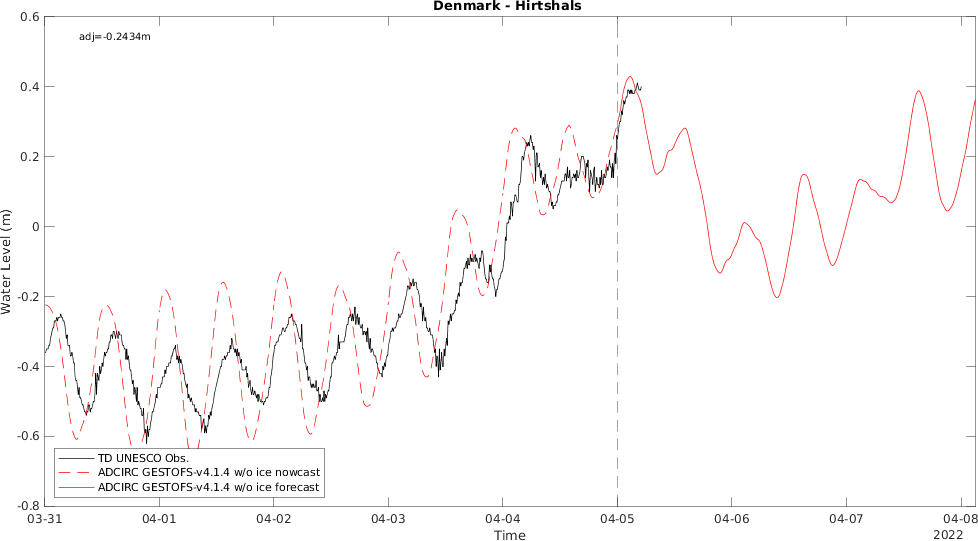 Denmark - Hirtshals
adj=-0.2434m
0.6
0.4
0.2
0
-0.2
-0.4
-0.6
-0.8
Water Level (m)
TD UNESCO Obs.
ADCIRC GESTOFS-v4.1.4 w/o ice nowcast
ADCIRC GESTOFS-v4.1.4 w/o ice forecast
03-31 04-01 04-02 04-03 04-04 04-05 04-06 04-07 04-08
Time
2022